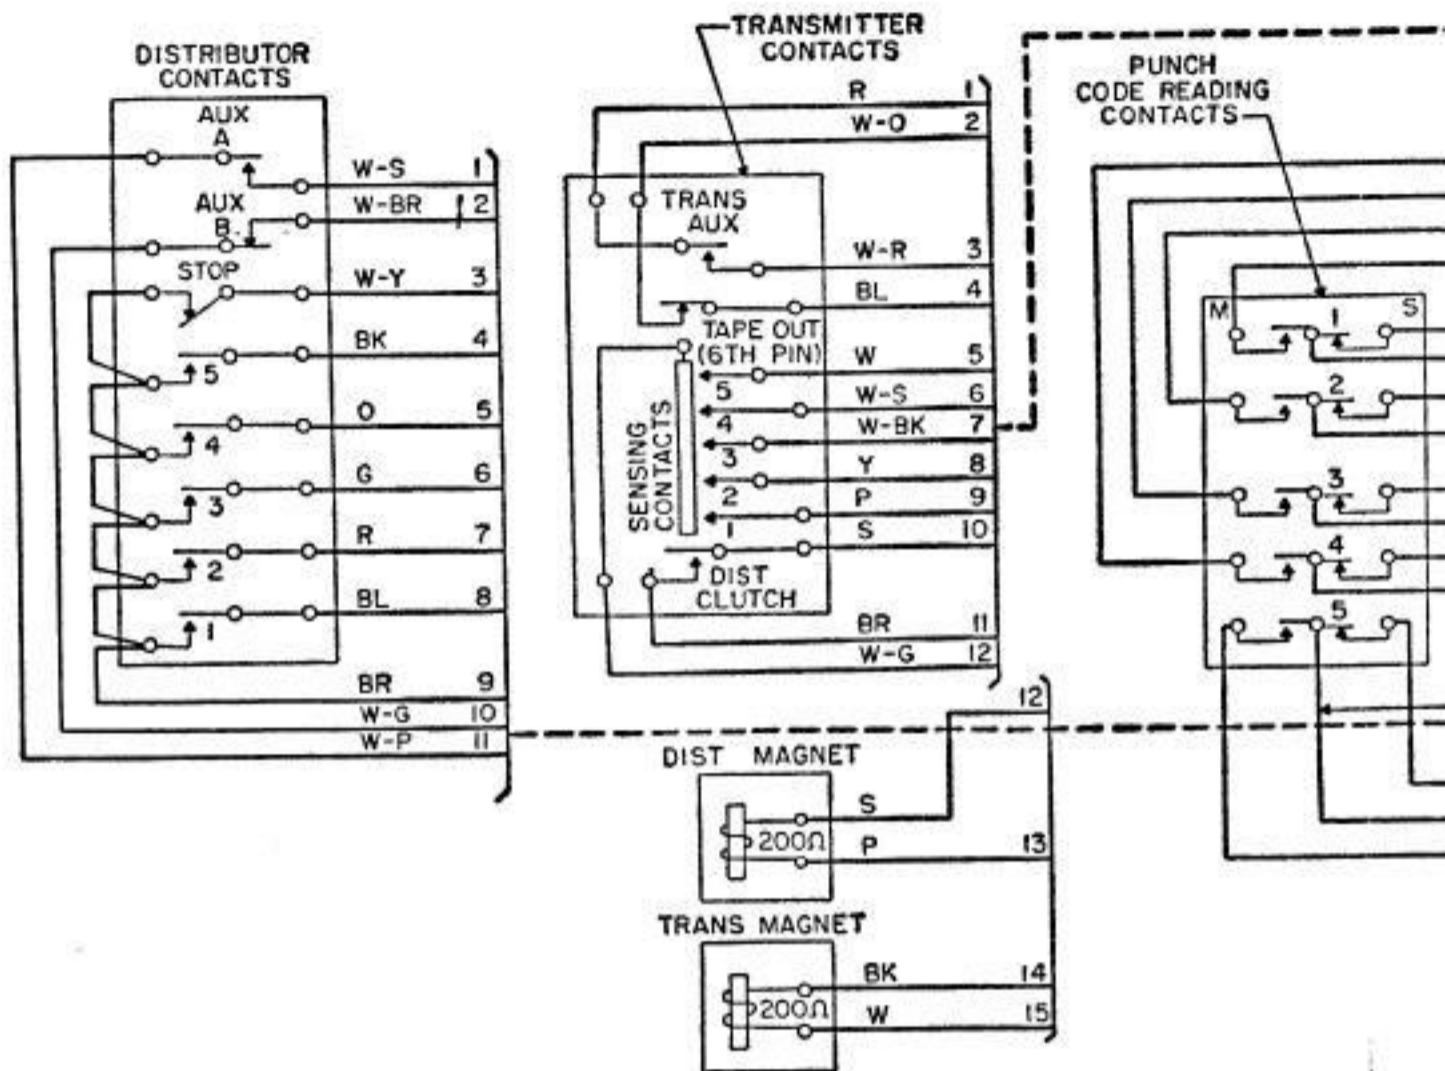 DISTRIBUTOR
CONTACTS
AUX
A
W-S 1
AUX
B
W-BR 2
STOP
W-Y 3
BK 4
5
O 5
4
G 6
3
R 7
2
BL 8
1
BR 9
W-G 10
W-P 11
TRANSMITTER
CONTACTS
R 1
W-O 2
TRANS
AUX
W-R 3
BL 4
TAPE OUT
(6TH PIN)
W 5
5
W-S 6
4
W-BK 7
3
Y 8
2
P 9
1
S 10
SENSING
CONTACTS
DIST
CLUTCH
BR 11
W-G 12
12
DIST MAGNET
S
200Ω
P 13
TRANS MAGNET
BK 14
200Ω
W 15
PUNCH
CODE READING
CONTACTS
M 1 S
2
3
4
5